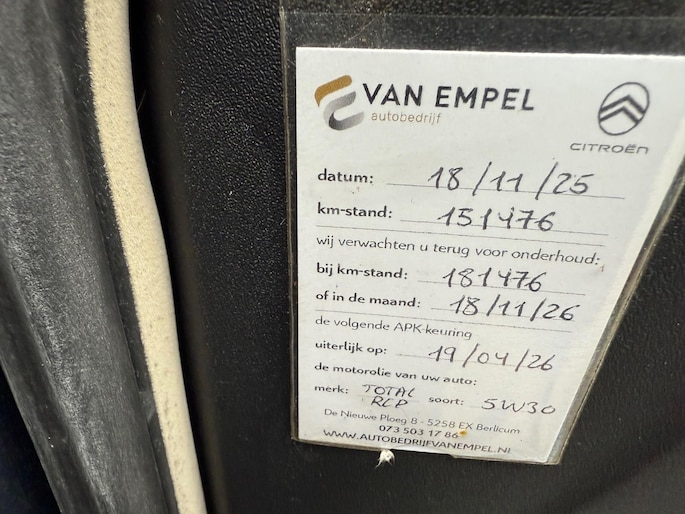 VAN EMPEL
autobedrijf
CITROËN
datum: 18/11/25
km-stand: 151476
wij verwachten u terug voor onderhoud:
bij km-stand: 181476
of in de maand: 18/11/26
de volgende APK-keuring
uiterlijk op: 19/04/26
de motorolie van uw auto:
merk: TOTAL RCP soort: 5W30
De Nieuwe Ploeg 8 - 5258 EX Berlicum
073 503 17 86
WWW.AUTOBEDRIJFVANEMPEL.NL